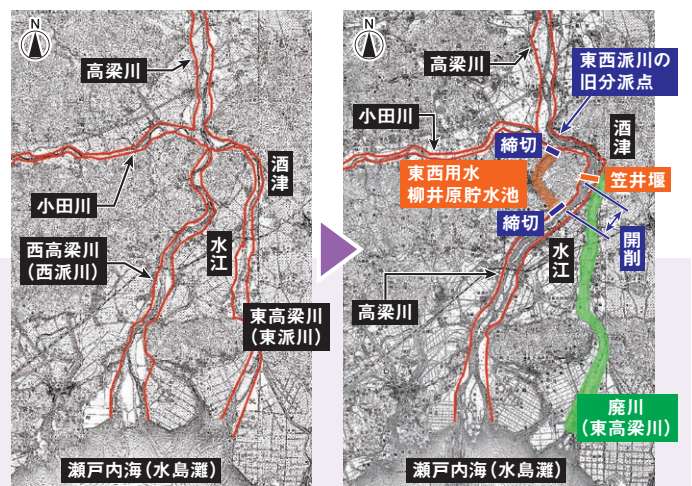 N
高梁川
酒津
小田川
水江
西高梁川
(西派川)
東高梁川
(東派川)
瀬戸内海(水島灘)
N
東西派川の
旧分派点
高梁川
小田川
酒津
締切
東西用水
柳井原貯水池
笠井堰
締切
開削
水江
高梁川
廃川
(東高梁川)
瀬戸内海(水島灘)